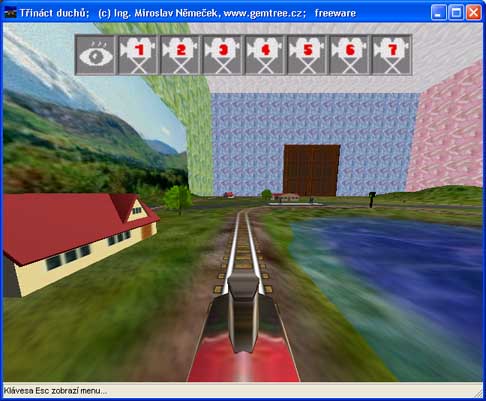 Třináct duchů;   (c) Ing. Miroslav Němeček, www.gemtree.cz;   freeware
1 2 3 4 5 6 7
Klávesa Esc zobrazí menu...